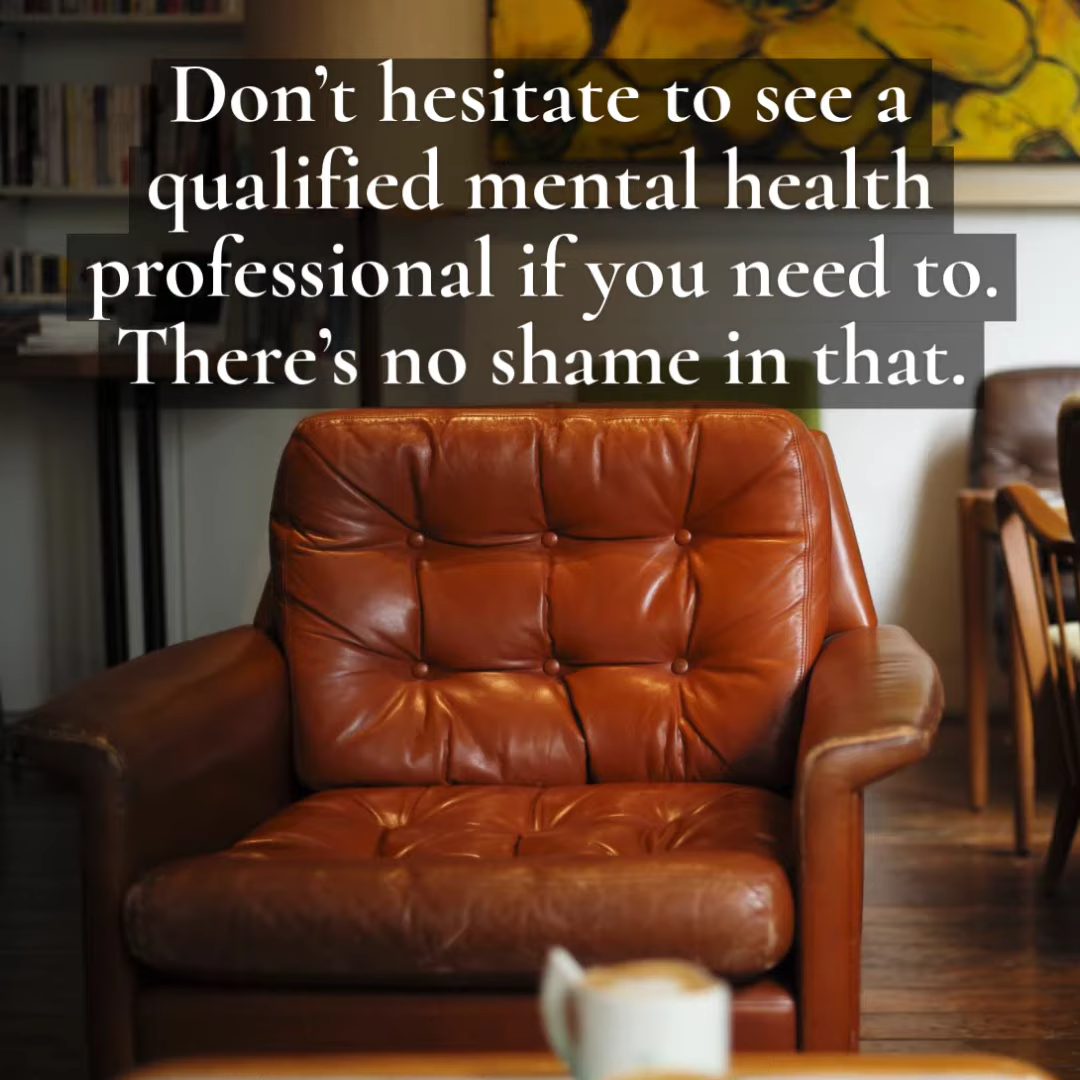 Don’t hesitate to see a
qualified mental health
professional if you need to.
There’s no shame in that.